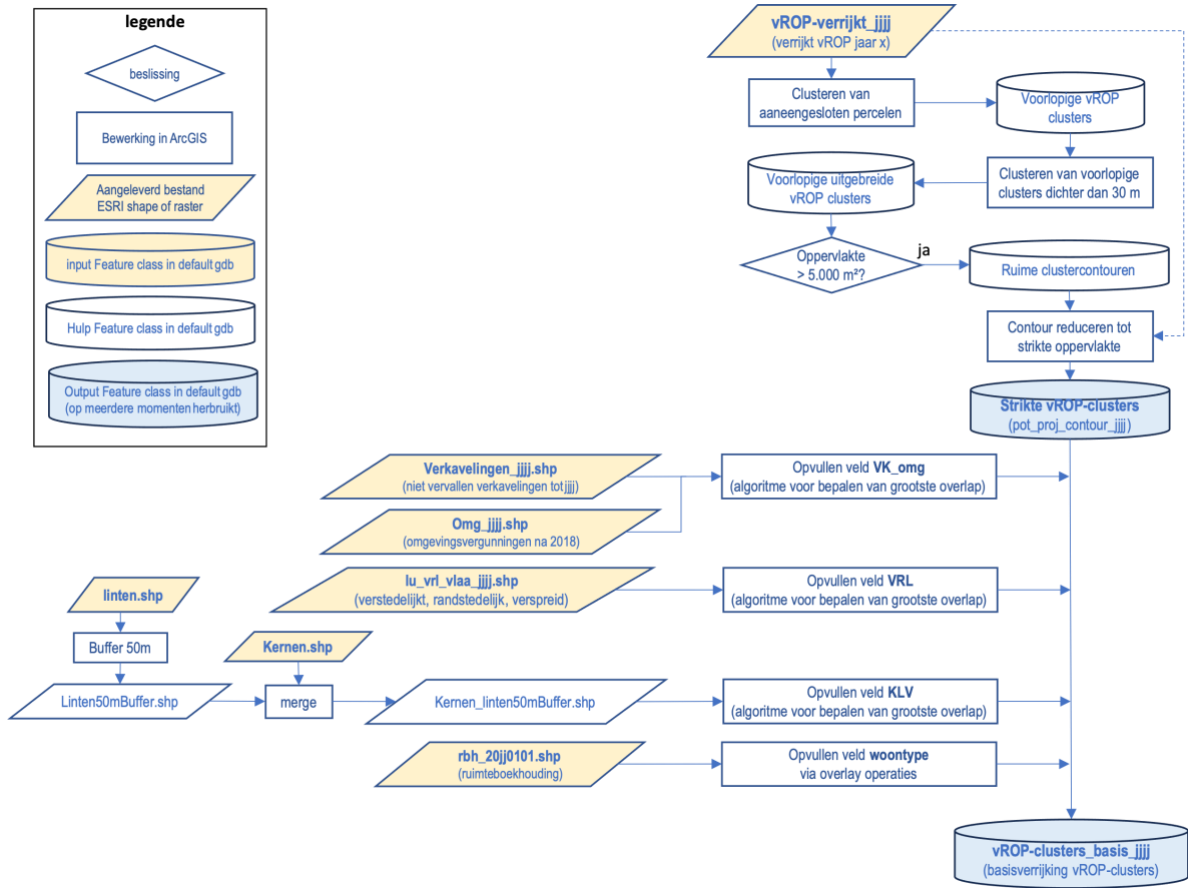 legende
beslissing
Bewerking in ArcGIS
Aangeleverd bestand
ESRI shape of raster
input Feature class in default gdb
Hulp Feature class in default gdb
Output Feature class in default gdb
(op meerdere momenten herbruikt)
vROP-verrijkt_jjjj
(verrijkt vROP jaar x)
Clusteren van
aaneengesloten percelen
Voorlopige vROP
clusters
Clusteren van voorlopige
clusters dichter dan 30 m
Voorlopige uitgebreide
vROP clusters
Oppervlakte
> 5.000 m²?
ja
Ruime clustercontouren
Contour reduceren tot
strikte oppervlakte
Strikte vROP-clusters
(pot_proj_contour_jjjj)
Verkavelingen_jjjj.shp
(niet vervallen verkavelingen tot jjjj)
Opvullen veld VK_omg
(algoritme voor bepalen van grootste overlap)
Omg_jjjj.shp
(omgevingsvergunningen na 2018)
lu_vrl_vlaa_jjjj.shp
(verstedelijkt, randstedelijk, verspreid)
Opvullen veld VRL
(algoritme voor bepalen van grootste overlap)
linten.shp
Buffer 50m
Linten50mBuffer.shp
Kernen.shp
merge
Kernen_linten50mBuffer.shp
Opvullen veld KLV
(algoritme voor bepalen van grootste overlap)
rbh_20jj0101.shp
(ruimteboekhouding)
Opvullen veld woontype
via overlay operaties
vROP-clusters_basis_jjjj
(basisverrijking vROP-clusters)